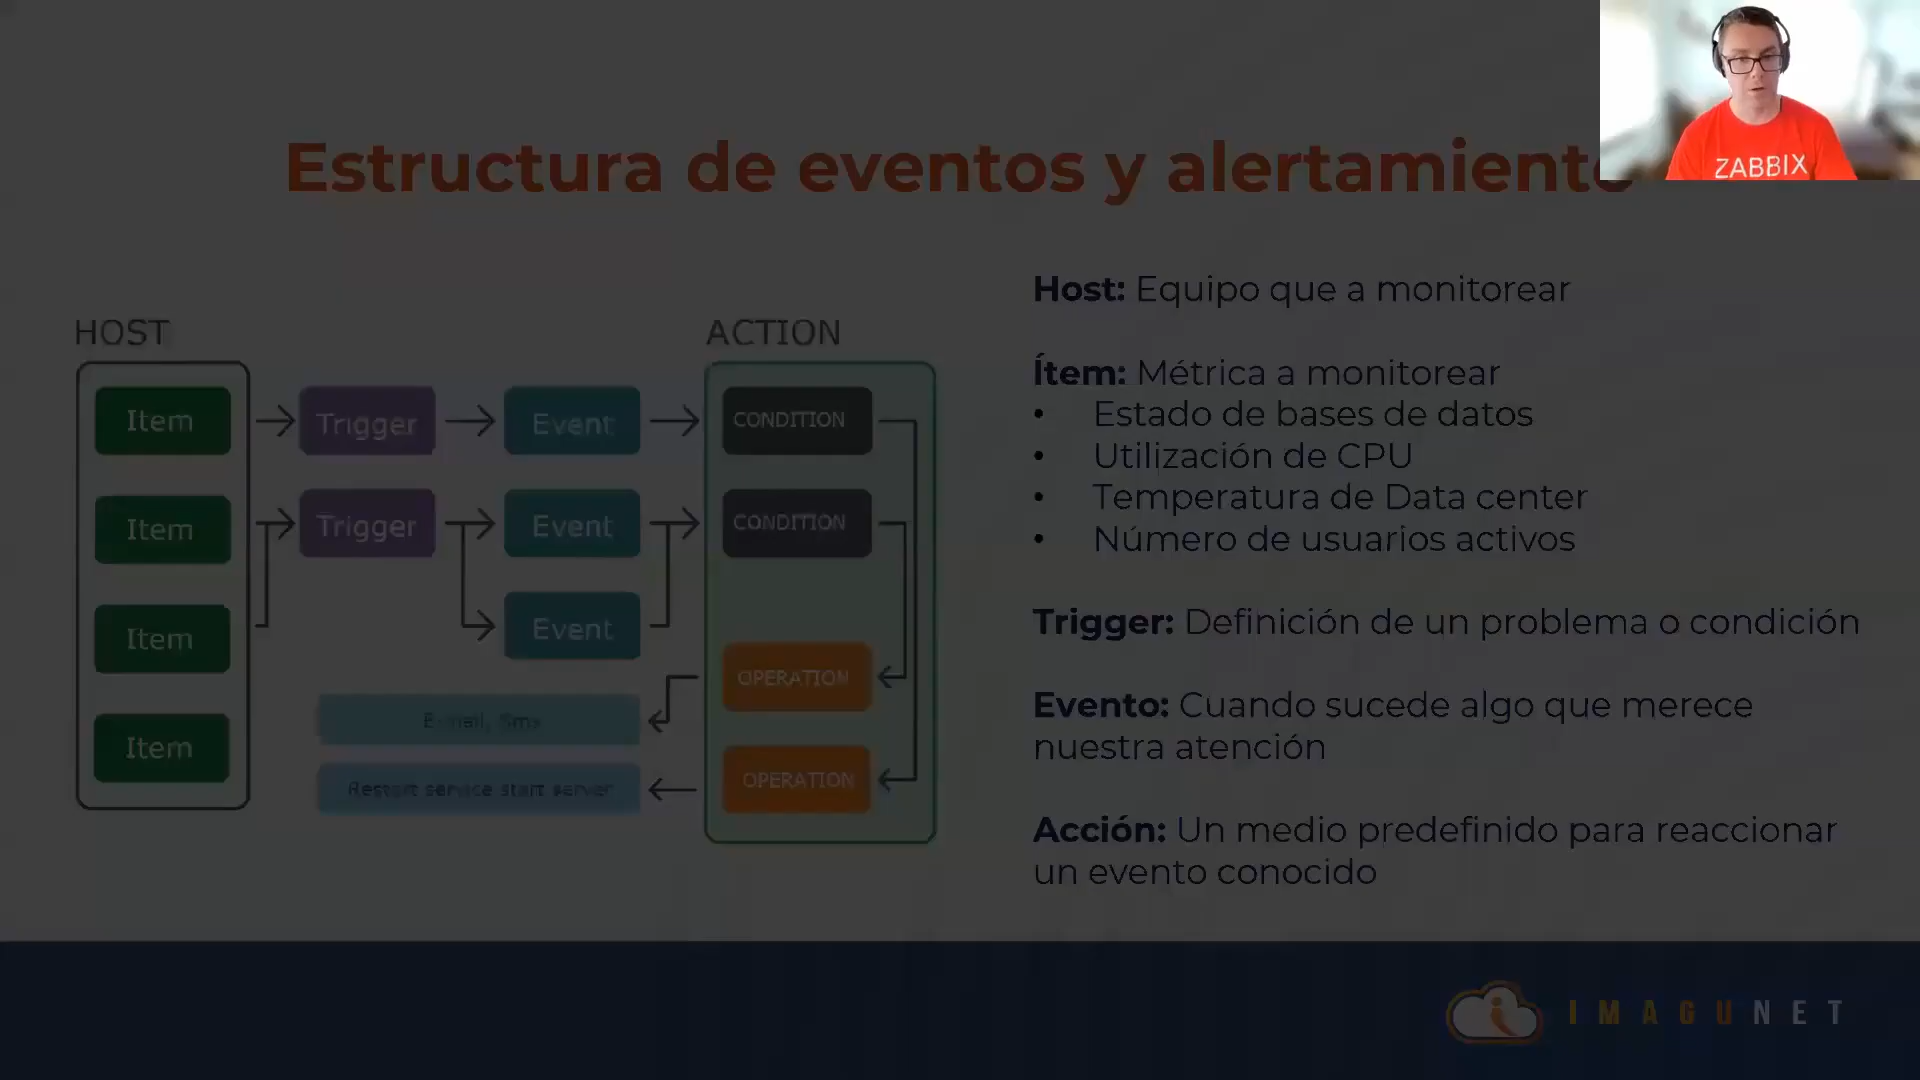 ZABBIX
Estructura de eventos y alertamiento
HOST
Item
Item
Item
Item
Trigger
Trigger
Event
Event
Event
ACTION
CONDITION
CONDITION
OPERATION
OPERATION
E-mail, Sms
Restart service start server
Host: Equipo que a monitorear
Ítem: Métrica a monitorear
• Estado de bases de datos
• Utilización de CPU
• Temperatura de Data center
• Número de usuarios activos
Trigger: Definición de un problema o condición
Evento: Cuando sucede algo que merece
nuestra atención
Acción: Un medio predefinido para reaccionar
un evento conocido
IMAGUNET